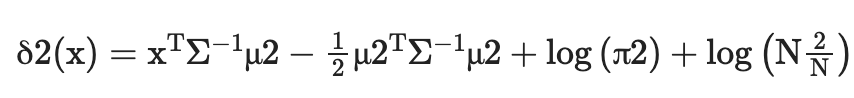 δ2(x) = xᵀΣ⁻¹μ2 − ½ μ2ᵀΣ⁻¹μ2 + log (π2) + log (N 2/N)